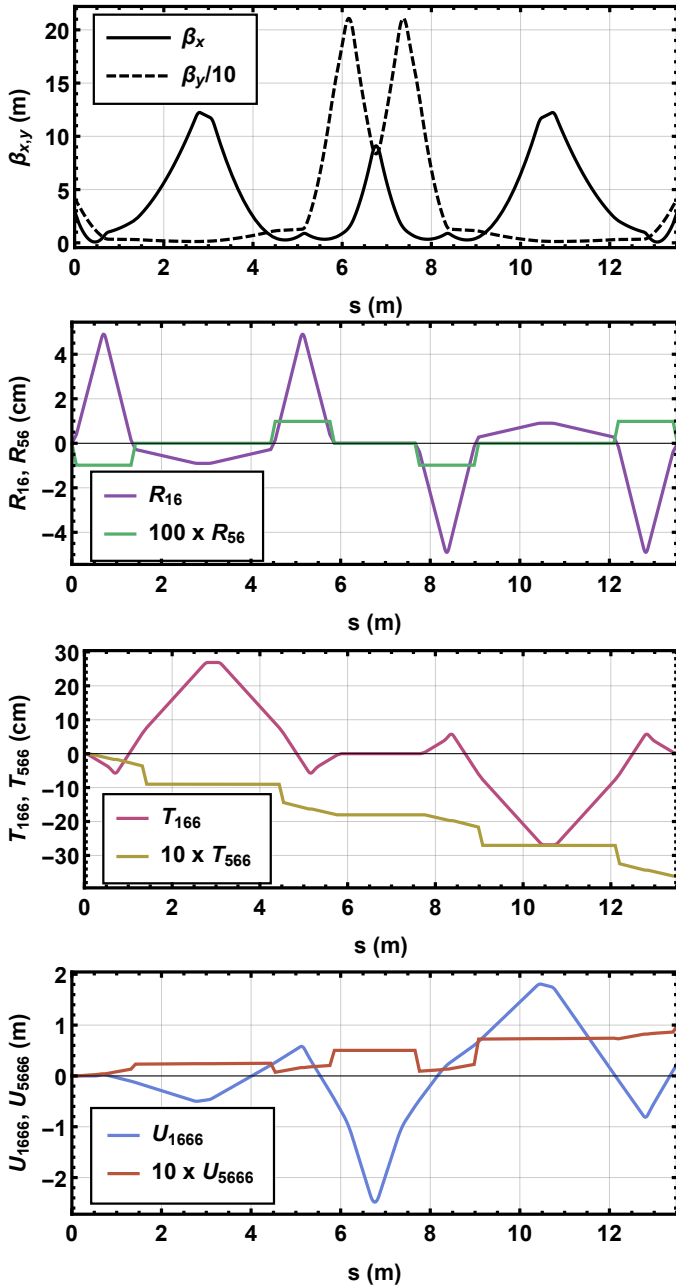 20
15
10
5
0
β_x
β_y/10
β_x,y (m)
0 2 4 6 8 10 12
s (m)
4
2
0
−2
−4
R_16
100 x R_56
R_16, R_56 (cm)
0 2 4 6 8 10 12
s (m)
30
20
10
0
−10
−20
−30
T_166
10 x T_566
T_166, T_566 (cm)
0 2 4 6 8 10 12
s (m)
2
1
0
−1
−2
U_1666
10 x U_5666
U_1666, U_5666 (m)
0 2 4 6 8 10 12
s (m)